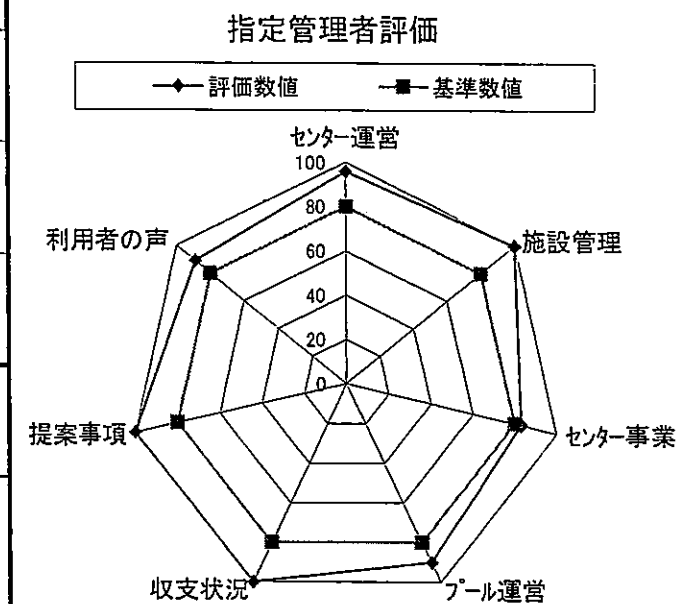 指定管理者評価
評価数値 基準数値
センター運営
100
80
60
40
20
0
利用者の声
施設管理
提案事項
センター事業
収支状況
プール運営